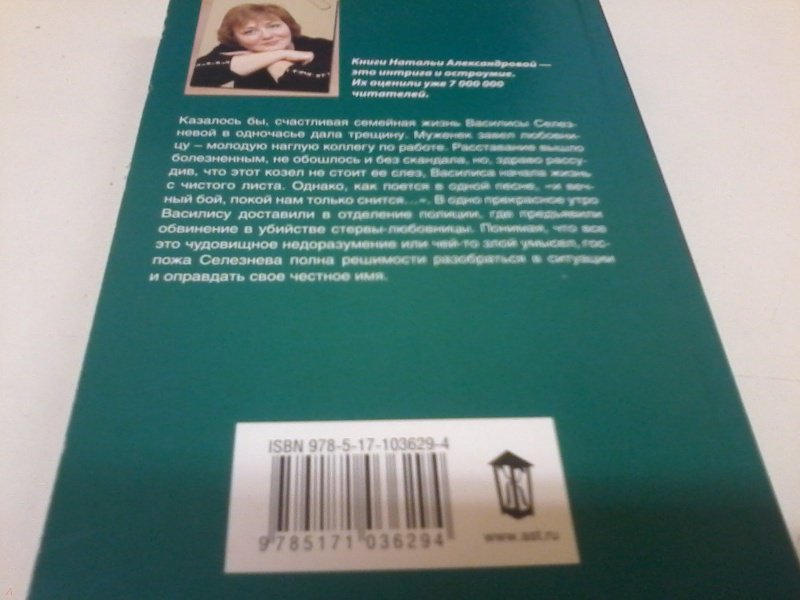 Книги Натальи Александровой —
это интрига и остроумие.
Их оценили уже 7 000 000
читателей.
Казалось бы, счастливая семейная жизнь Василисы Селез-
невой в одночасье дала трещину. Муженек завел любовни-
цу – молодую наглую коллегу по работе. Расставание вышло
болезненным, не обошлось и без скандала, но, здраво рассу-
див, что этот козел не стоит ее слез, Василиса начала жизнь
с чистого листа. Однако, как поется в одной песне, «и веч-
ный бой, покой нам только снится...». В одно прекрасное утро
Василису доставили в отделение полиции, где предъявили
обвинение в убийстве стервы-любовницы. Понимая, что все
это чудовищное недоразумение или чей-то злой умысел, гос-
пожа Селезнева полна решимости разобраться в ситуации
и оправдать свое честное имя.
ISBN 978-5-17-103629-4
9 785171 036294
www.ast.ru